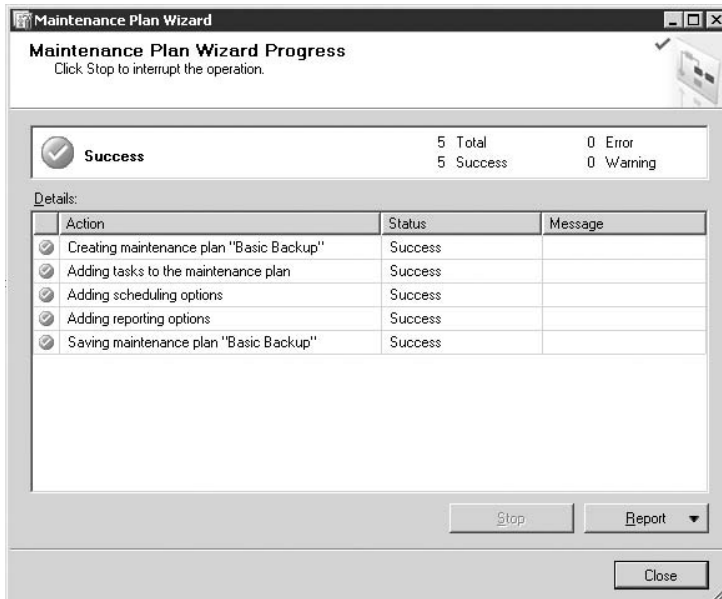 Maintenance Plan Wizard
Maintenance Plan Wizard Progress
Click Stop to interrupt the operation.
Success
5 Total 0 Error
5 Success 0 Warning
Details:
Action Status Message
Creating maintenance plan "Basic Backup" Success
Adding tasks to the maintenance plan Success
Adding scheduling options Success
Adding reporting options Success
Saving maintenance plan "Basic Backup" Success
Stop Report
Close